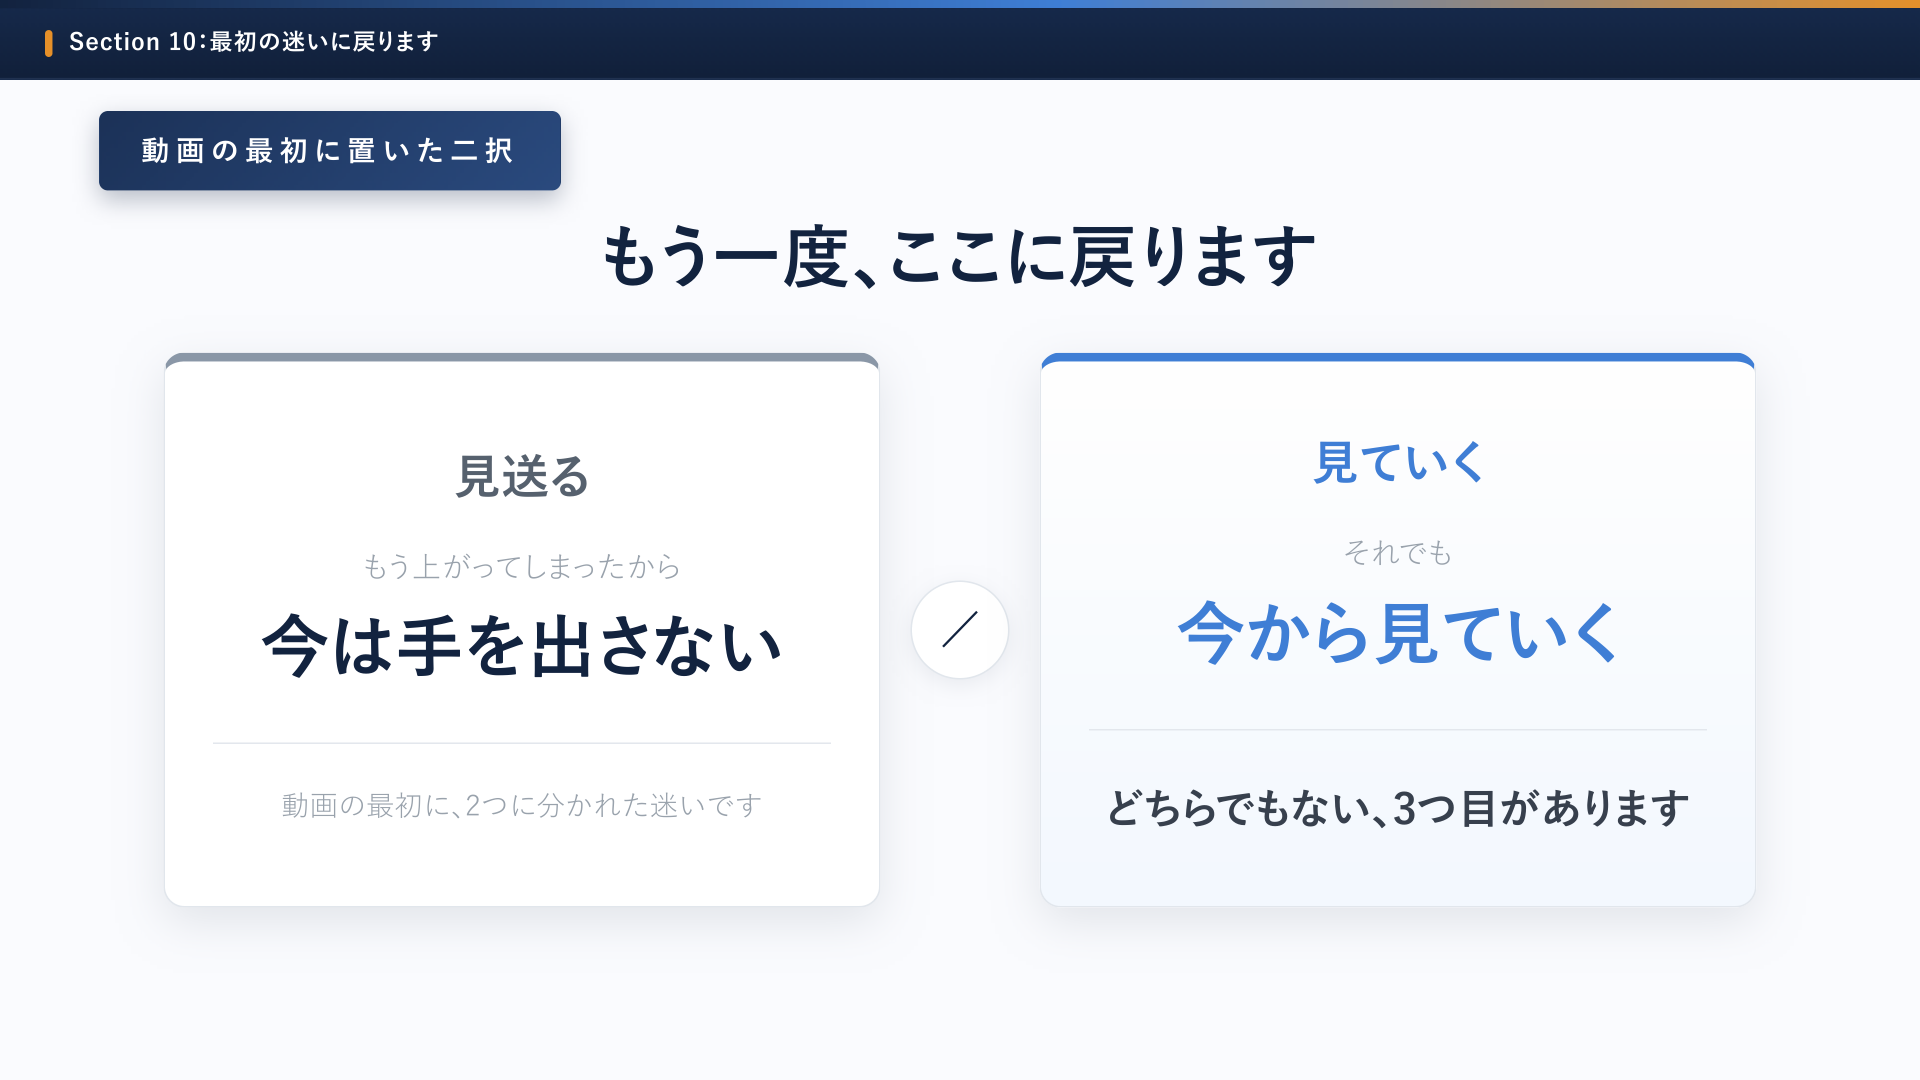 Section 10：最初の迷いに戻ります
動画の最初に置いた二択
もう一度、ここに戻ります
見送る
もう上がってしまったから
今は手を出さない
動画の最初に、2つに分かれた迷いです
／
見ていく
それでも
今から見ていく
どちらでもない、3つ目があります